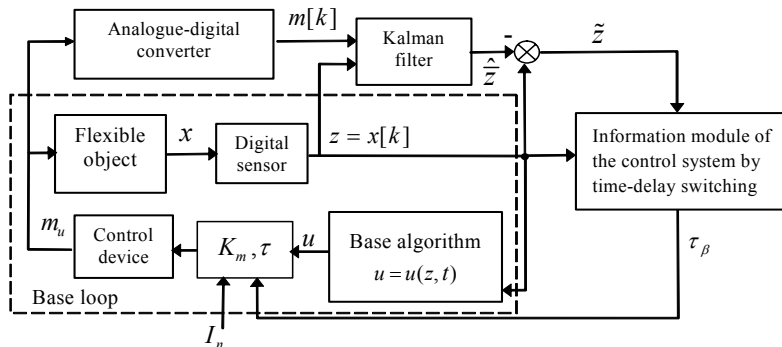 Analogue-digital
converter
m[k]
Kalman
filter
-
ẑ̄
z̃
Flexible
object
x
Digital
sensor
z = x[k]
Information module of
the control system by
time-delay switching
m_u
Control
device
K_m, τ
u
Base algorithm
u = u(z, t)
τ_β
Base loop
I_n